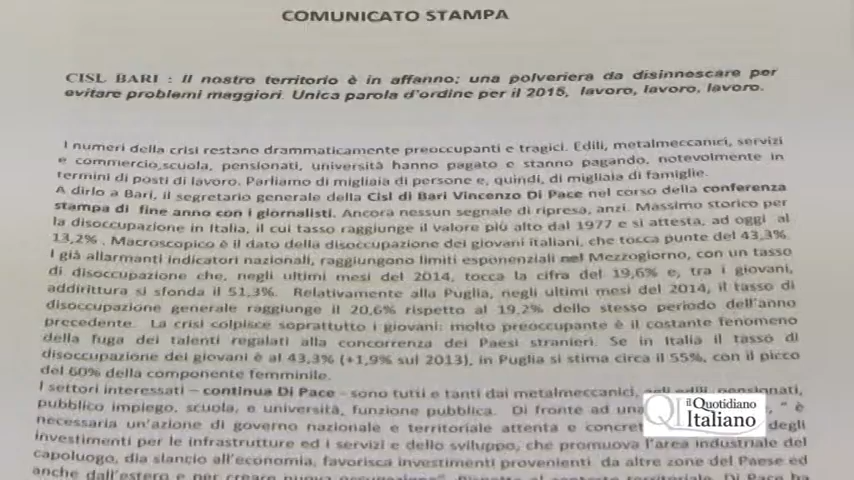 COMUNICATO STAMPA
CISL BARI : Il nostro territorio è in affanno; una polveriera da disinnescare per
evitare problemi maggiori. Unica parola d'ordine per il 2015, lavoro, lavoro, lavoro.
I numeri della crisi restano drammaticamente preoccupanti e tragici. Edili, metalmeccanici, servizi
e commercio,scuola, pensionati, università hanno pagato e stanno pagando, notevolmente in
termini di posti di lavoro. Parliamo di migliaia di persone e, quindi, di migliaia di famiglie.
A dirlo a Bari, il segretario generale della Cisl di Bari Vincenzo Di Pace nel corso della conferenza
stampa di fine anno con i giornalisti. Ancora nessun segnale di ripresa, anzi. Massimo storico per
la disoccupazione in Italia, il cui tasso raggiunge il valore più alto dal 1977 e si attesta, ad oggi al
13,2% . Macroscopico è il dato della disoccupazione dei giovani italiani, che tocca punte del 43,3%
I già allarmanti indicatori nazionali, raggiungono limiti esponenziali nel Mezzogiorno, con un tasso
di disoccupazione che, negli ultimi mesi del 2014, tocca la cifra del 19,6% e, tra i giovani,
addirittura si sfonda il 51,3%. Relativamente alla Puglia, negli ultimi mesi del 2014, il tasso di
disoccupazione generale raggiunge il 20,6% rispetto al 19,2% dello stesso periodo dell'anno
precedente. La crisi colpisce soprattutto i giovani: molto preoccupante è il costante fenomeno
della fuga dei talenti regalati alla concorrenza dei Paesi stranieri. Se in Italia il tasso di
disoccupazione dei giovani è al 43,3% (+1,9% sul 2013), in Puglia si stima circa il 55%, con il picco
del 60% della componente femminile.
I settori interessati – continua Di Pace - sono tutti e tanti dai metalmeccanici, agli edili, pensionati,
pubblico impiego, scuola, e università, funzione pubblica. Di fronte ad una , " è
necessaria un'azione di governo nazionale e territoriale attenta e degli
investimenti per le infrastrutture ed i servizi e dello sviluppo, che promuova l'area industriale del
capoluogo, dia slancio all'economia, favorisca investimenti provenienti da altre zone del Paese ed
anche dall'estero e per creare nuova occupazione".
QI il Quotidiano
Italiano